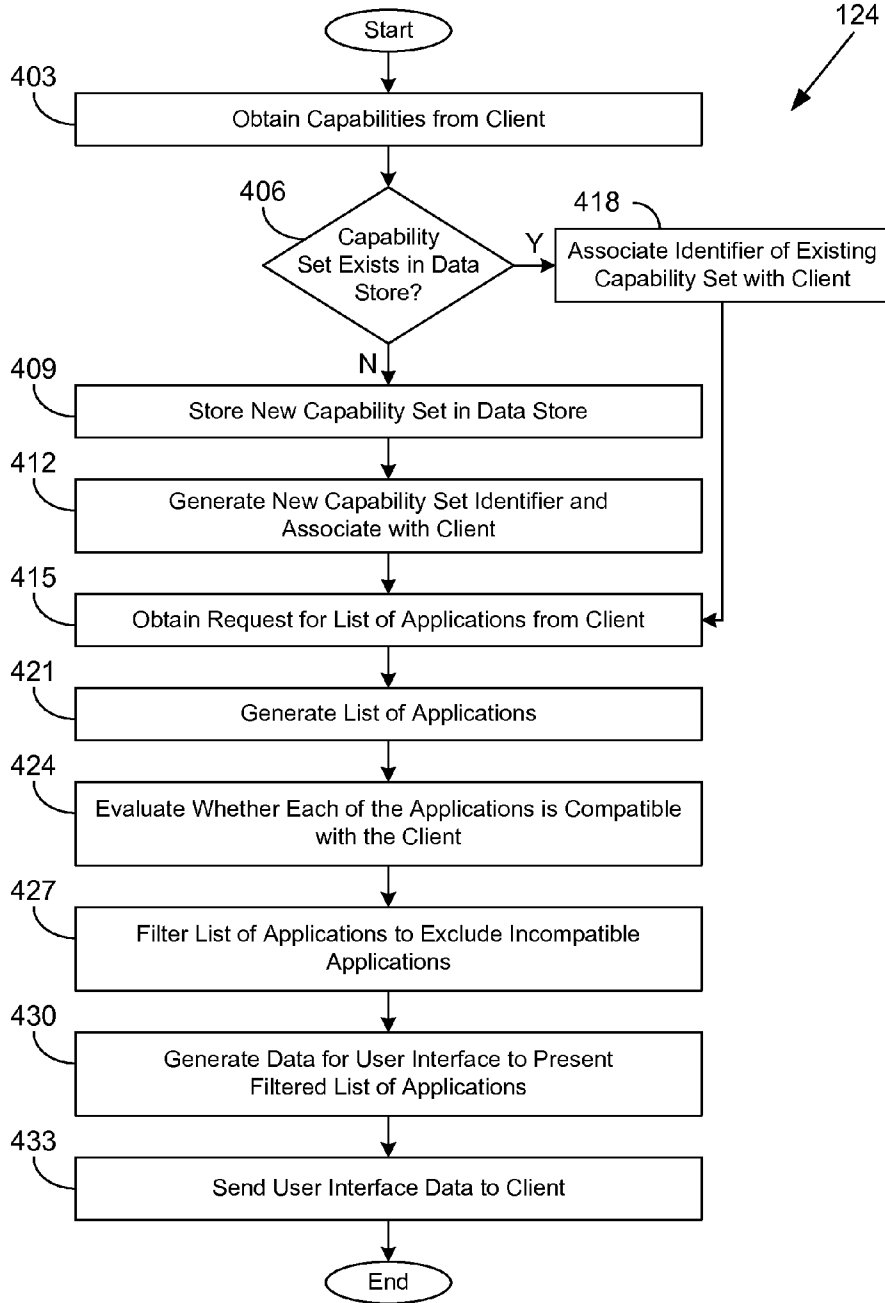 Start
124
403
Obtain Capabilities from Client
406
Capability
Set Exists in Data
Store?
Y
418
Associate Identifier of Existing
Capability Set with Client
N
409
Store New Capability Set in Data Store
412
Generate New Capability Set Identifier and
Associate with Client
415
Obtain Request for List of Applications from Client
421
Generate List of Applications
424
Evaluate Whether Each of the Applications is Compatible
with the Client
427
Filter List of Applications to Exclude Incompatible
Applications
430
Generate Data for User Interface to Present
Filtered List of Applications
433
Send User Interface Data to Client
End